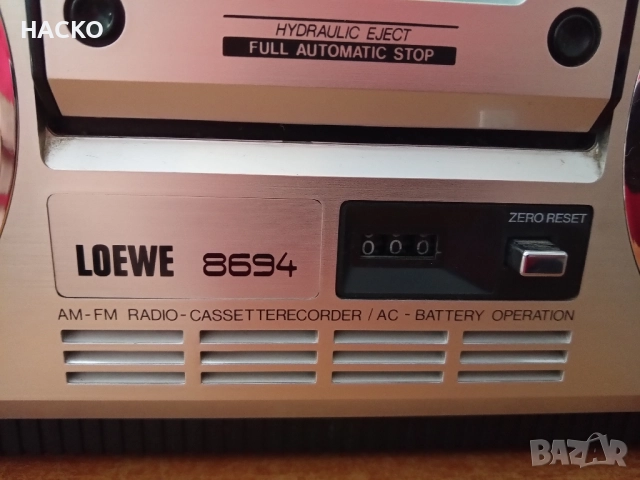 HACKO
HYDRAULIC EJECT
FULL AUTOMATIC STOP
ZERO RESET
000
LOEWE 8694
AM-FM RADIO-CASSETTERECORDER / AC - BATTERY OPERATION
BAZAR